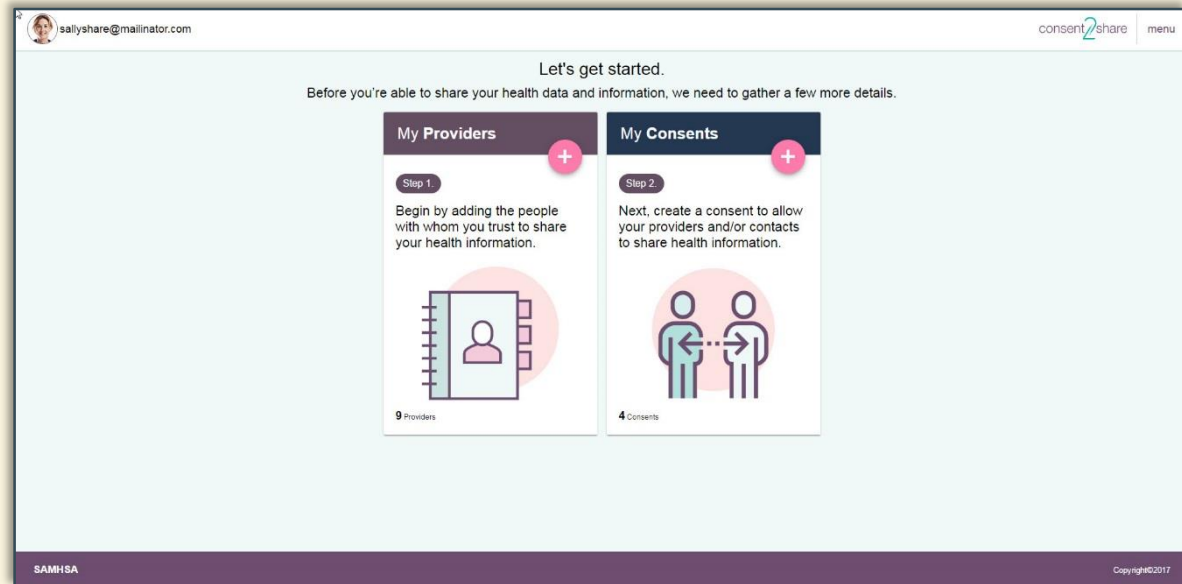 sallyshare@mailinator.com
consent2share
menu
Let's get started.
Before you're able to share your health data and information, we need to gather a few more details.
My Providers
+
Step 1.
Begin by adding the people
with whom you trust to share
your health information.
9 Providers
My Consents
+
Step 2.
Next, create a consent to allow
your providers and/or contacts
to share health information.
4 Consents
SAMHSA
Copyright©2017